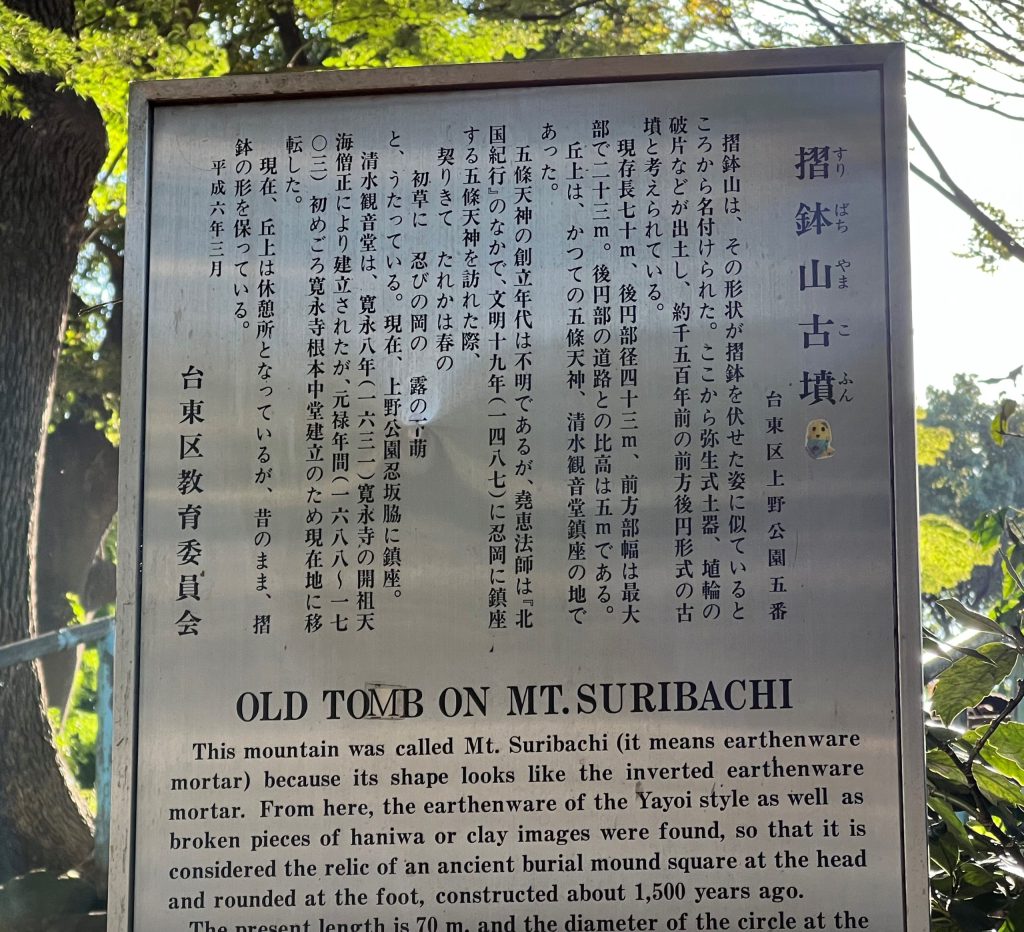 摺鉢山古墳
すり ばち やま こ ふん
台東区上野公園五番
摺鉢山は、その形状が摺鉢を伏せた姿に似ていると
ころから名付けられた。ここから弥生式土器、埴輪の
破片などが出土し、約千五百年前の前方後円形式の古
墳と考えられている。
現存長七十m、後円部径四十三m、前方部幅は最大
部で二十三m。後円部の道路との比高は五mである。
丘上は、かつての五條天神、清水観音堂鎮座の地で
あった。
五條天神の創立年代は不明であるが、堯恵法師は『北
国紀行』のなかで、文明十九年(一四八七)に忍岡に鎮座
する五條天神を訪れた際、
契りきて たれかは春の
初草に 忍びの岡の 露の下萌
と、うたっている。現在、上野公園忍坂脇に鎮座。
清水観音堂は、寛永八年(一六三一)寛永寺の開祖天
海僧正により建立されたが、元禄年間(一六八八～一七
〇三)初めごろ寛永寺根本中堂建立のため現在地に移
転した。
現在、丘上は休憩所となっているが、昔のまま、摺
鉢の形を保っている。
平成六年三月
台東区教育委員会
OLD TOMB ON MT. SURIBACHI
This mountain was called Mt. Suribachi (it means earthenware
mortar) because its shape looks like the inverted earthenware
mortar. From here, the earthenware of the Yayoi style as well as
broken pieces of haniwa or clay images were found, so that it is
considered the relic of an ancient burial mound square at the head
and rounded at the foot, constructed about 1,500 years ago.
The present length is 70 m. and the diameter of the circle at the